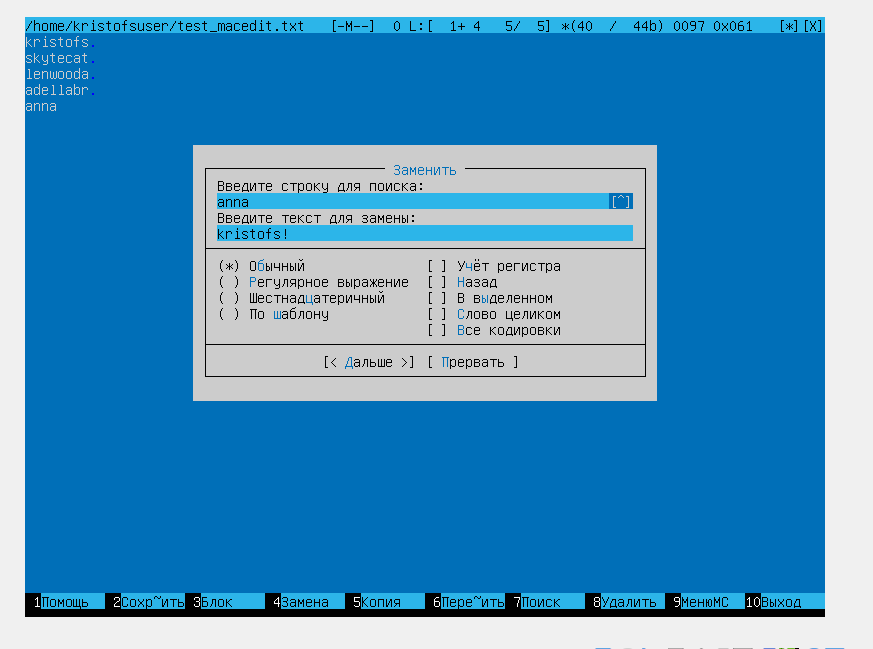 /home/kristofsuser/test_macedit.txt [-M--] 0 L:[ 1+ 4 5/ 5] *(40 / 44b) 0097 0x061 [*][X]
kristofs.
skytecat.
lenwooda.
adellabr.
anna
Заменить
Введите строку для поиска:
anna [^]
Введите текст для замены:
kristofs!
(*) Обычный [ ] Учёт регистра
( ) Регулярное выражение [ ] Назад
( ) Шестнадцатеричный [ ] В выделенном
( ) По шаблону [ ] Слово целиком
[ ] Все кодировки
[< Дальше >] [ Прервать ]
1Помощь 2Сохр~ить 3Блок 4Замена 5Копия 6Пере~ить 7Поиск 8Удалить 9МенюМС 10Выход